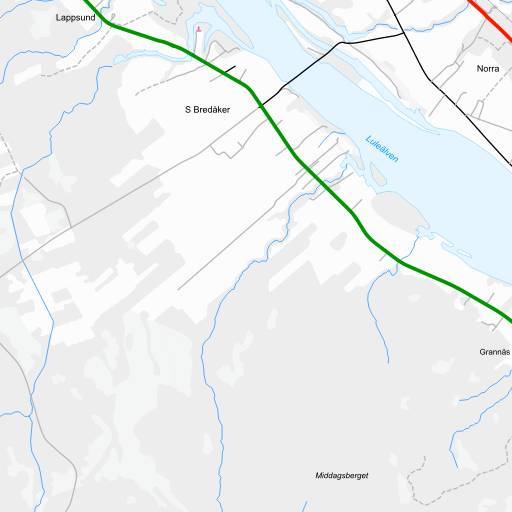 Lappsund
Norra
S Bredåker
Luleälven
Grannäs
Middagsberget